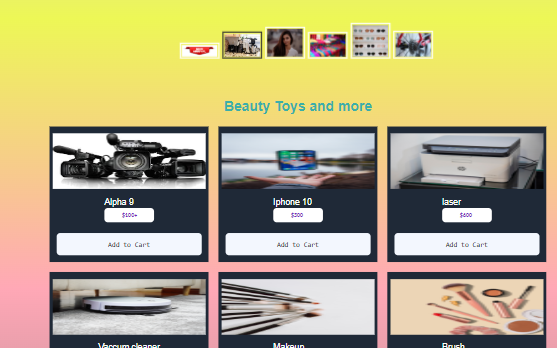 Beauty Toys and more
Alpha 9
Iphone 10
laser
$100+
$300
$600
Add to Cart
Add to Cart
Add to Cart
Vaccum cleaner
Makeup
Brush